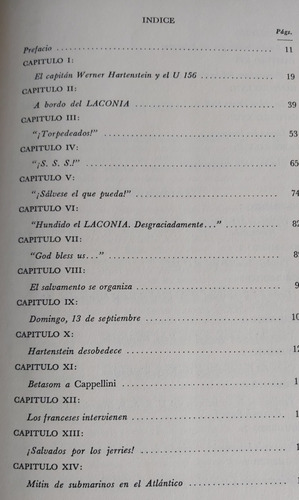 INDICE
Págs.
Prefacio 11
CAPITULO I:
El capitán Werner Hartenstein y el U 156 19
CAPITULO II:
A bordo del LACONIA 39
CAPITULO III:
"¡Torpedeados!" 53
CAPITULO IV:
"¡S. S. S.!" 65
CAPITULO V:
"¡Sálvese el que pueda!" 74
CAPITULO VI:
"Hundido el LACONIA. Desgraciadamente..." 82
CAPITULO VII:
"God bless us..."
CAPITULO VIII:
El salvamento se organiza
CAPITULO IX:
Domingo, 13 de septiembre
CAPITULO X:
Hartenstein desobedece
CAPITULO XI:
Betasom a Cappellini
CAPITULO XII:
Los franceses intervienen
CAPITULO XIII:
¡Salvados por los jerries!
CAPITULO XIV:
Mitin de submarinos en el Atlántico